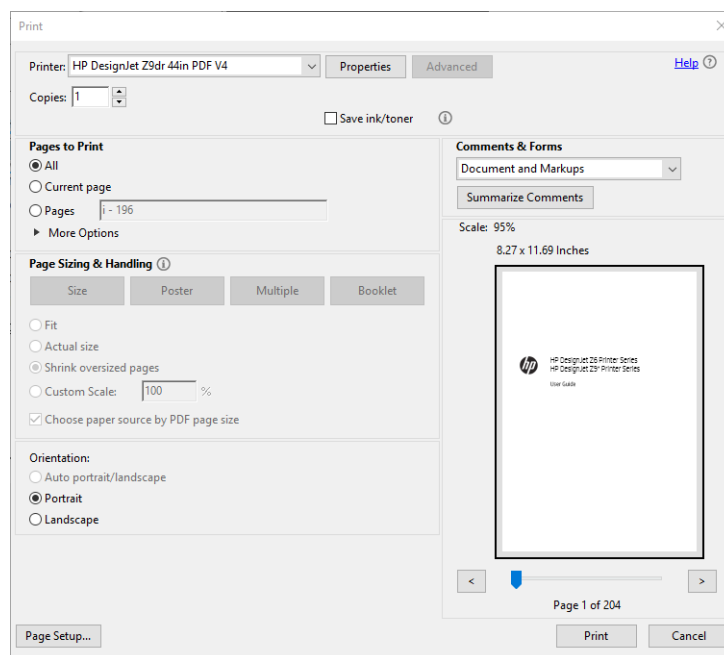 Print
Printer: HP DesignJet Z9dr 44in PDF V4 Properties Advanced Help
Copies: 1
Save ink/toner
Pages to Print
All
Current page
Pages i - 196
More Options
Page Sizing & Handling
Size Poster Multiple Booklet
Fit
Actual size
Shrink oversized pages
Custom Scale: 100 %
Choose paper source by PDF page size
Orientation:
Auto portrait/landscape
Portrait
Landscape
Comments & Forms
Document and Markups
Summarize Comments
Scale: 95%
8.27 x 11.69 Inches
hp
HP DesignJet Z6 Printer Series
HP DesignJet Z9+ Printer Series
User Guide
< >
Page 1 of 204
Page Setup... Print Cancel